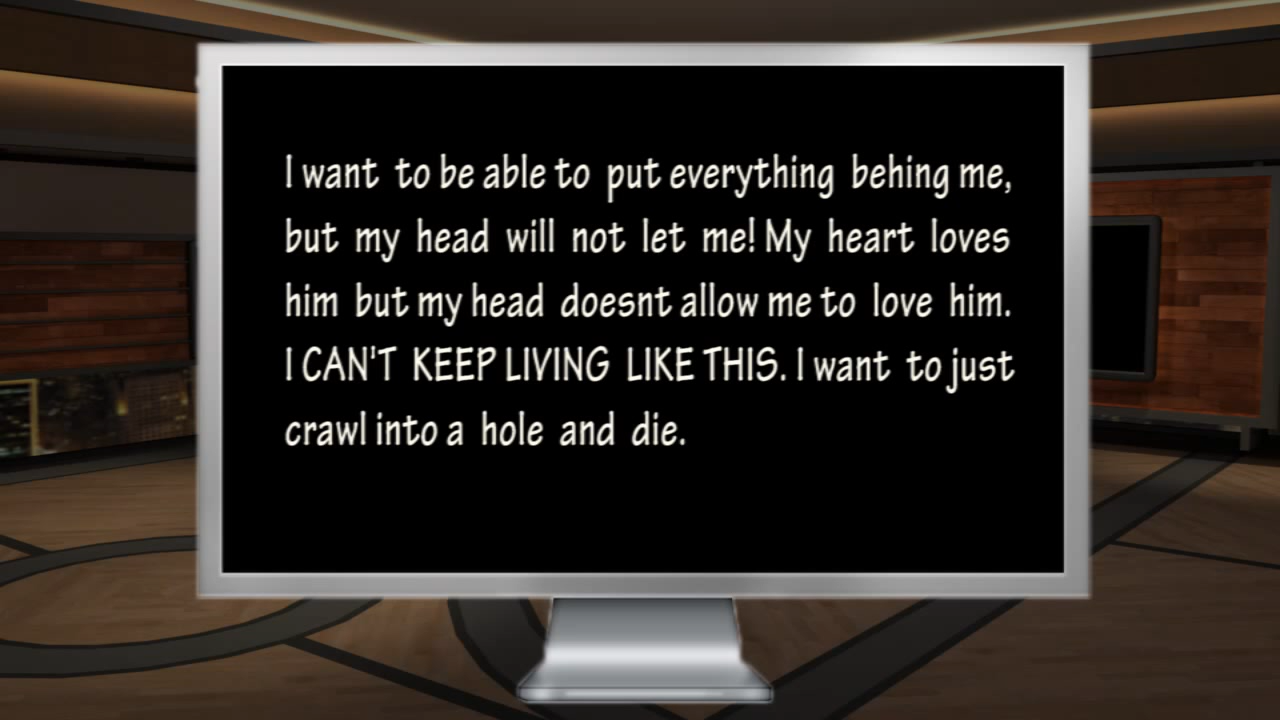 I want to be able to put everything behing me,
but my head will not let me! My heart loves
him but my head doesnt allow me to love him.
I CAN'T KEEP LIVING LIKE THIS. I want to just
crawl into a hole and die.